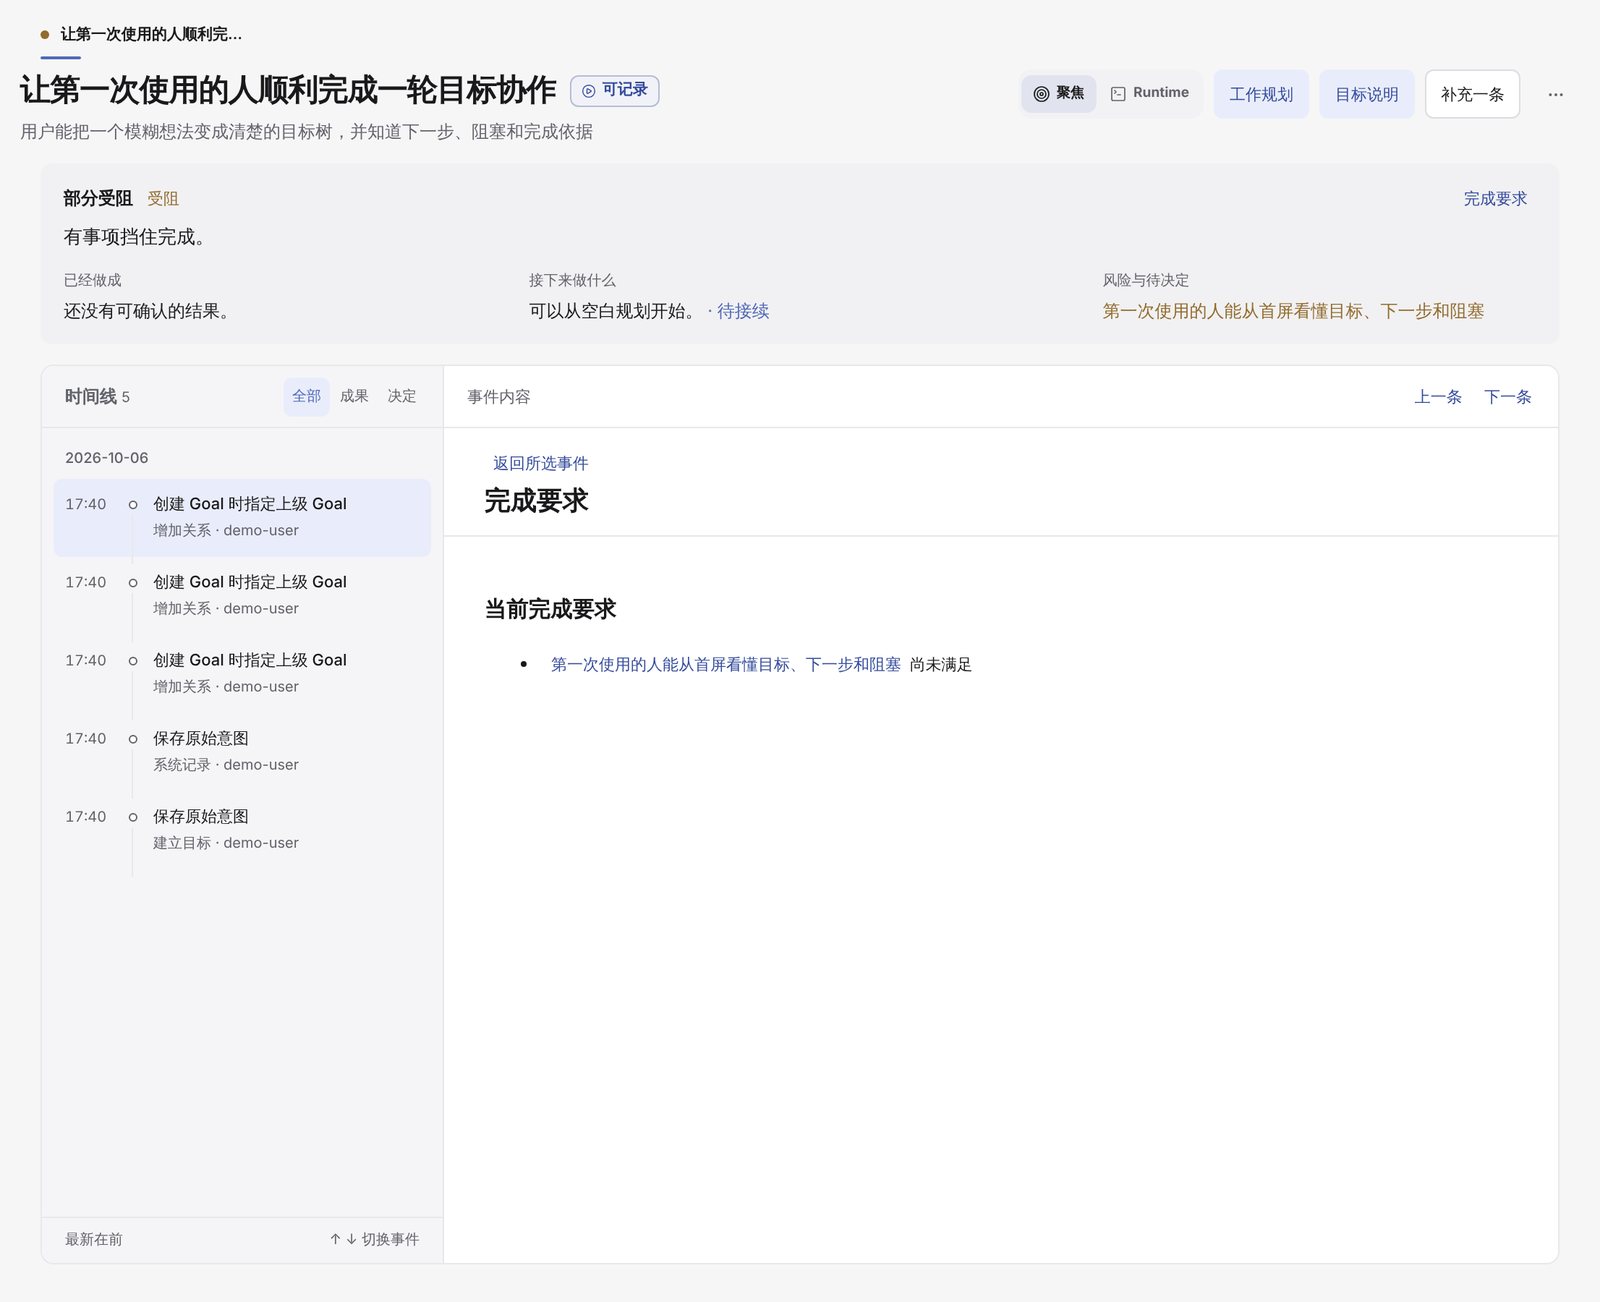 让第一次使用的人顺利完...
让第一次使用的人顺利完成一轮目标协作 可记录
聚焦 Runtime 工作规划 目标说明 补充一条 ...
用户能把一个模糊想法变成清楚的目标树，并知道下一步、阻塞和完成依据
部分受阻 受阻 完成要求
有事项挡住完成。
已经做成 接下来做什么 风险与待决定
还没有可确认的结果。 可以从空白规划开始。 · 待接续 第一次使用的人能从首屏看懂目标、下一步和阻塞
时间线 5 全部 成果 决定
事件内容 上一条 下一条
2026-10-06
17:40 创建 Goal 时指定上级 Goal
增加关系 · demo-user
17:40 创建 Goal 时指定上级 Goal
增加关系 · demo-user
17:40 创建 Goal 时指定上级 Goal
增加关系 · demo-user
17:40 保存原始意图
系统记录 · demo-user
17:40 保存原始意图
建立目标 · demo-user
最新在前 ↑ ↓ 切换事件
返回所选事件
完成要求
当前完成要求
• 第一次使用的人能从首屏看懂目标、下一步和阻塞 尚未满足